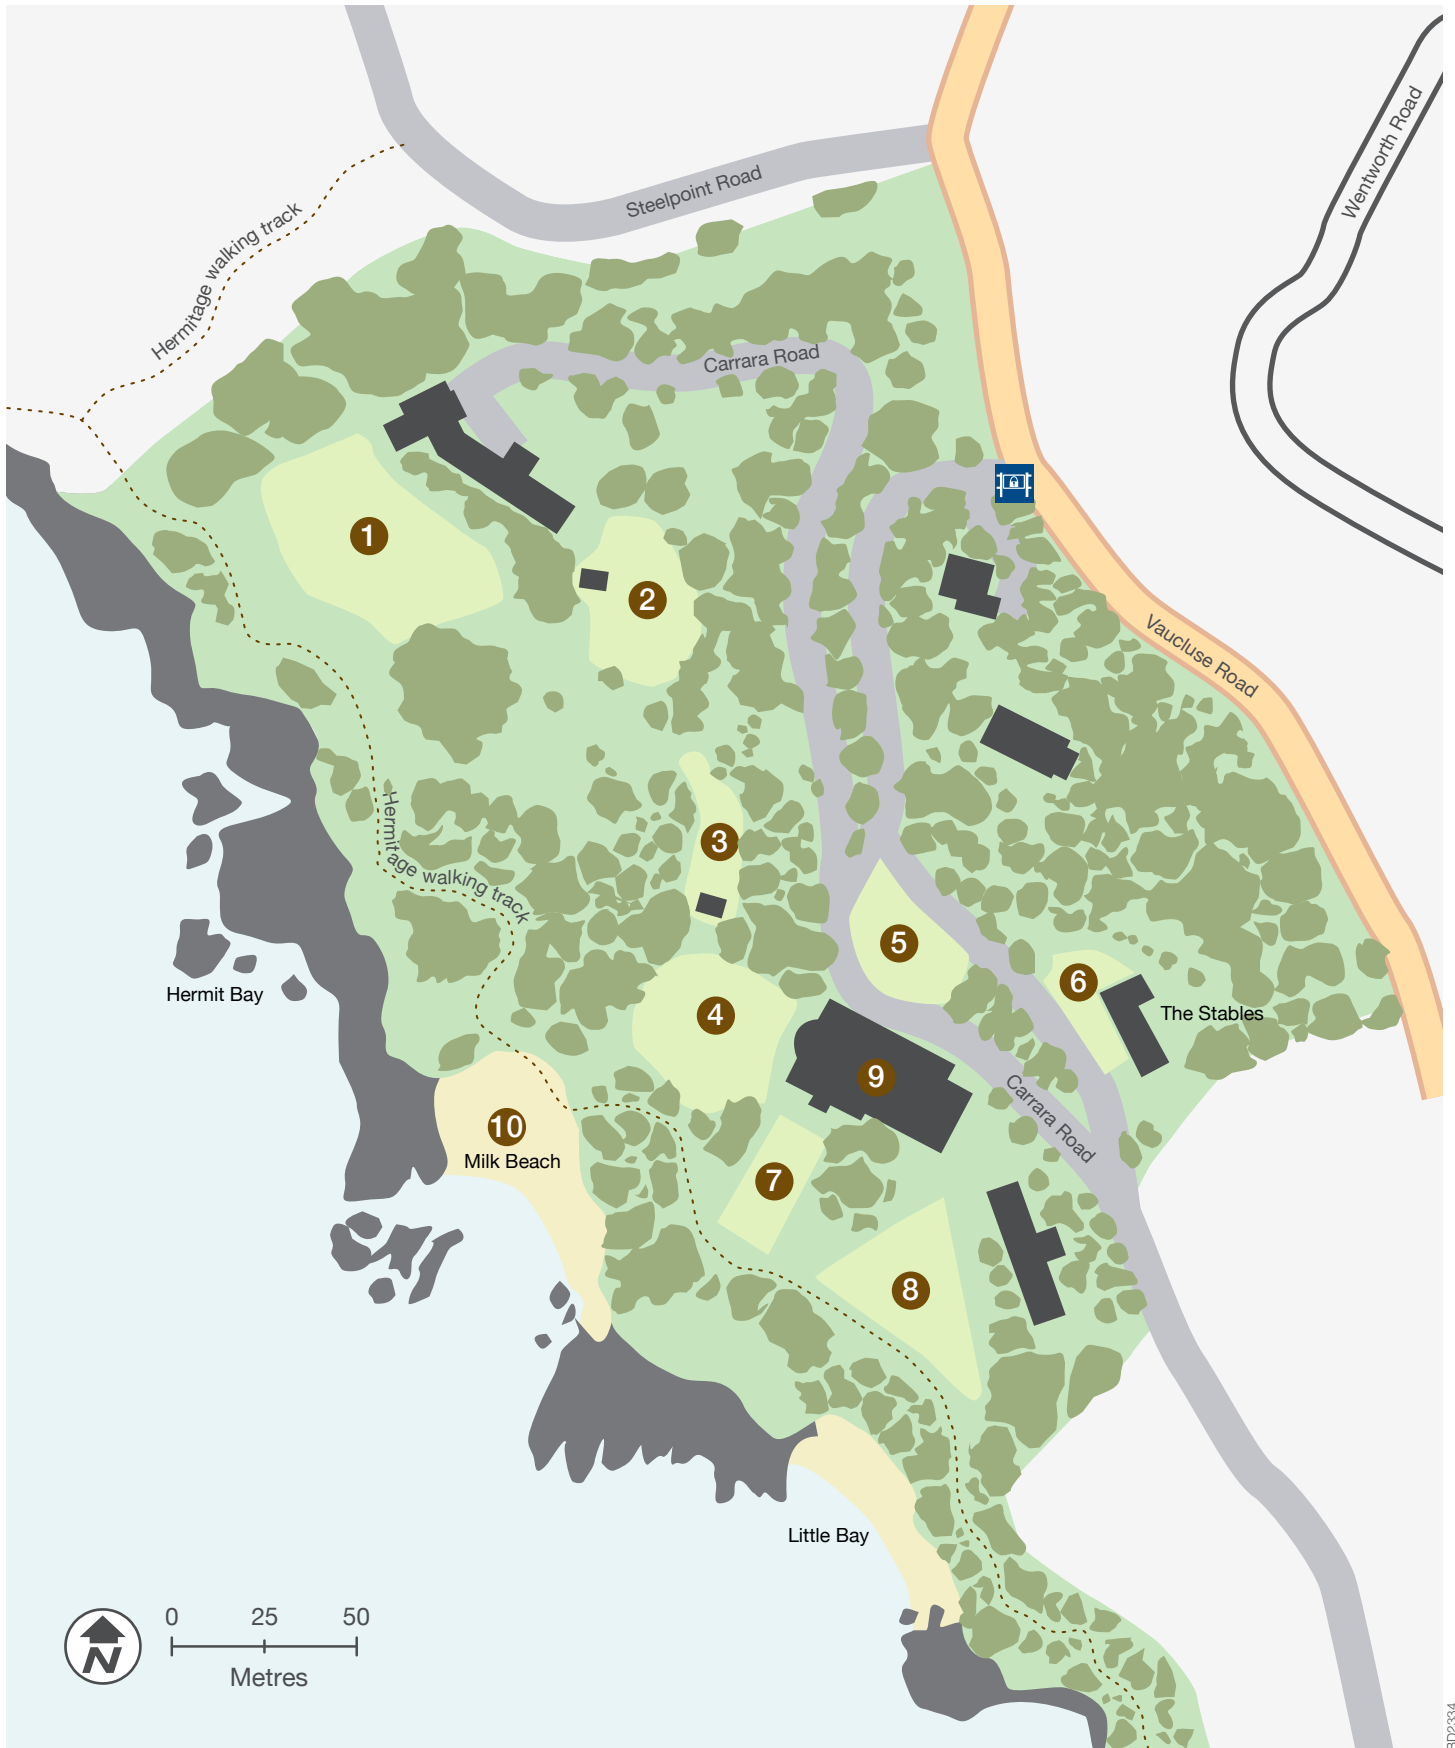 Wentworth Road
Steelpoint Road
Hermitage walking track
Carrara Road
1
2
Vaucluse Road
Hermitage walking track
3
5
6
Hermit Bay
4
The Stables
9
Carrara Road
10
Milk Beach
7
8
Little Bay
0 25 50
Metres
N
BD2334